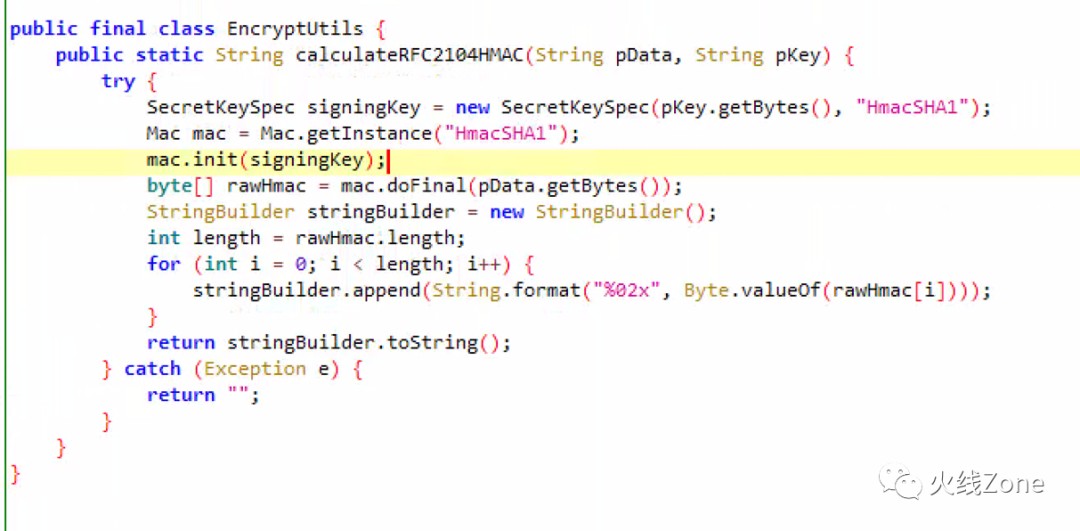 public final class EncryptUtils {
    public static String calculateRFC2104HMAC(String pData, String pKey) {
        try {
            SecretKeySpec signingKey = new SecretKeySpec(pKey.getBytes(), "HmacSHA1");
            Mac mac = Mac.getInstance("HmacSHA1");
            mac.init(signingKey);
            byte[] rawHmac = mac.doFinal(pData.getBytes());
            StringBuilder stringBuilder = new StringBuilder();
            int length = rawHmac.length;
            for (int i = 0; i < length; i++) {
                stringBuilder.append(String.format("%02x", Byte.valueOf(rawHmac[i])));
            }
            return stringBuilder.toString();
        } catch (Exception e) {
            return "";
        }
    }
}
火线Zone